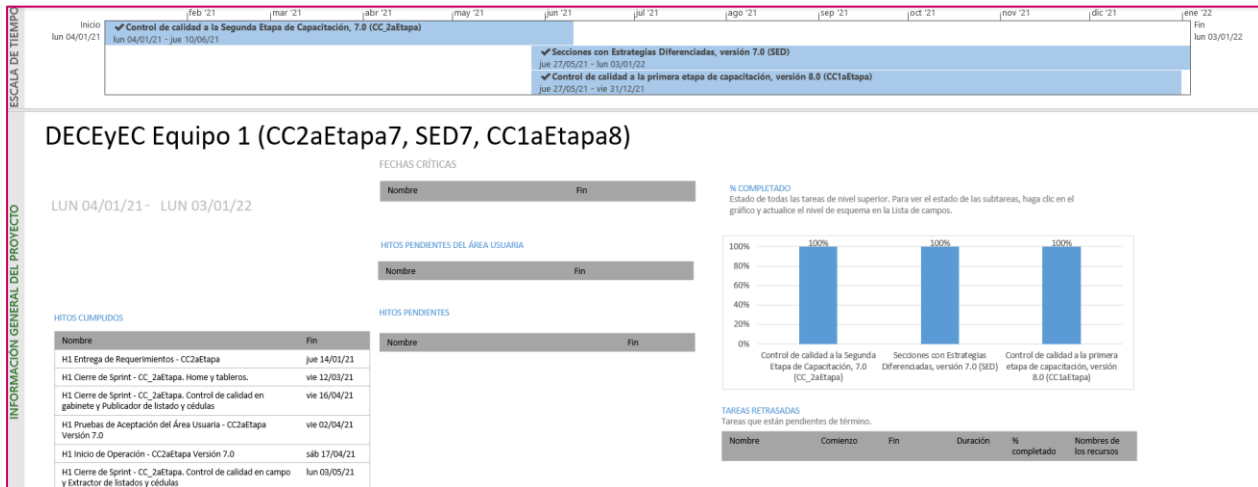 ESCALA DE TIEMPO
feb '21 mar '21 abr '21 may '21 jun '21 jul '21 ago '21 sep '21 oct '21 nov '21 dic '21 ene '22
Inicio
lun 04/01/21
Control de calidad a la Segunda Etapa de Capacitación, 7.0 (CC_2aEtapa)
lun 04/01/21 - jue 10/06/21
Secciones con Estrategias Diferenciadas, versión 7.0 (SED)
jue 27/05/21 - lun 03/01/22
Control de calidad a la primera etapa de capacitación, versión 8.0 (CC1aEtapa)
jue 27/05/21 - vie 31/12/21
Fin
lun 03/01/22
INFORMACIÓN GENERAL DEL PROYECTO
DECEyEC Equipo 1 (CC2aEtapa7, SED7, CC1aEtapa8)
LUN 04/01/21 - LUN 03/01/22
HITOS CUMPLIDOS
Nombre Fin
H1 Entrega de Requerimientos - CC2aEtapa jue 14/01/21
H1 Cierre de Sprint - CC_2aEtapa. Home y tableros. vie 12/03/21
H1 Cierre de Sprint - CC_2aEtapa. Control de calidad en vie 16/04/21
gabinete y Publicador de listado y cédulas
H1 Pruebas de Aceptación del Área Usuaria - CC2aEtapa vie 02/04/21
Versión 7.0
H1 Inicio de Operación - CC2aEtapa Versión 7.0 sáb 17/04/21
H1 Cierre de Sprint - CC_2aEtapa. Control de calidad en campo lun 03/05/21
y Extractor de listados y cédulas
FECHAS CRÍTICAS
Nombre Fin
HITOS PENDIENTES DEL ÁREA USUARIA
Nombre Fin
HITOS PENDIENTES
Nombre Fin
% COMPLETADO
Estado de todas las tareas de nivel superior. Para ver el estado de las subtareas, haga clic en el
gráfico y actualice el nivel de esquema en la Lista de campos.
100% 100% 100%
100%
80%
60%
40%
20%
0%
Control de calidad a la Segunda
Etapa de Capacitación, 7.0
(CC_2aEtapa)
Secciones con Estrategias
Diferenciadas, versión 7.0 (SED)
Control de calidad a la primera
etapa de capacitación, versión
8.0 (CC1aEtapa)
TAREAS RETRASADAS
Tareas que están pendientes de término.
Nombre Comienzo Fin Duración % Nombres de
completado los recursos